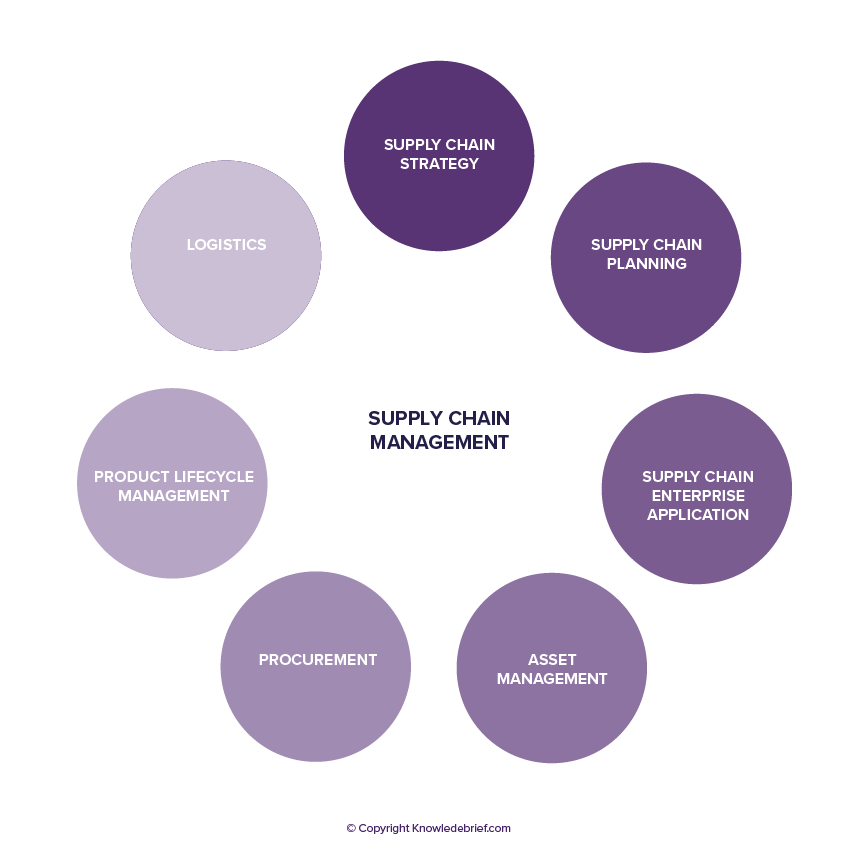 SUPPLY CHAIN
STRATEGY
LOGISTICS
SUPPLY CHAIN
PLANNING
SUPPLY CHAIN
MANAGEMENT
PRODUCT LIFECYCLE
MANAGEMENT
SUPPLY CHAIN
ENTERPRISE
APPLICATION
PROCUREMENT
ASSET
MANAGEMENT
© Copyright Knowledebrief.com